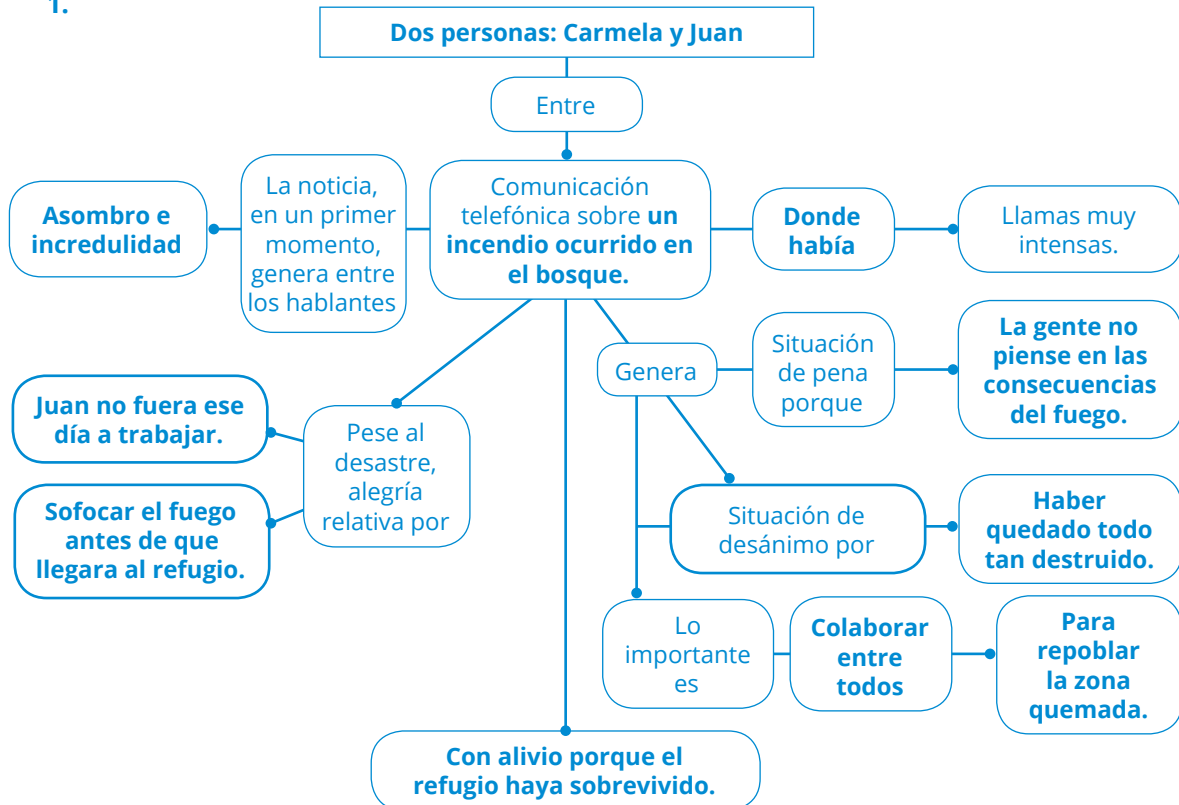 1.
Dos personas: Carmela y Juan
Entre
Comunicación
telefónica sobre un
incendio ocurrido en
el bosque.
La noticia,
en un primer
momento,
genera entre
los hablantes
Asombro e
incredulidad
Donde
había
Llamas muy
intensas.
Genera
Situación
de pena
porque
La gente no
piense en las
consecuencias
del fuego.
Juan no fuera ese
día a trabajar.
Pese al
desastre,
alegría
relativa por
Sofocar el fuego
antes de que
llegara al refugio.
Situación de
desánimo por
Haber
quedado todo
tan destruido.
Lo
importante
es
Colaborar
entre
todos
Para
repoblar
la zona
quemada.
Con alivio porque el
refugio haya sobrevivido.